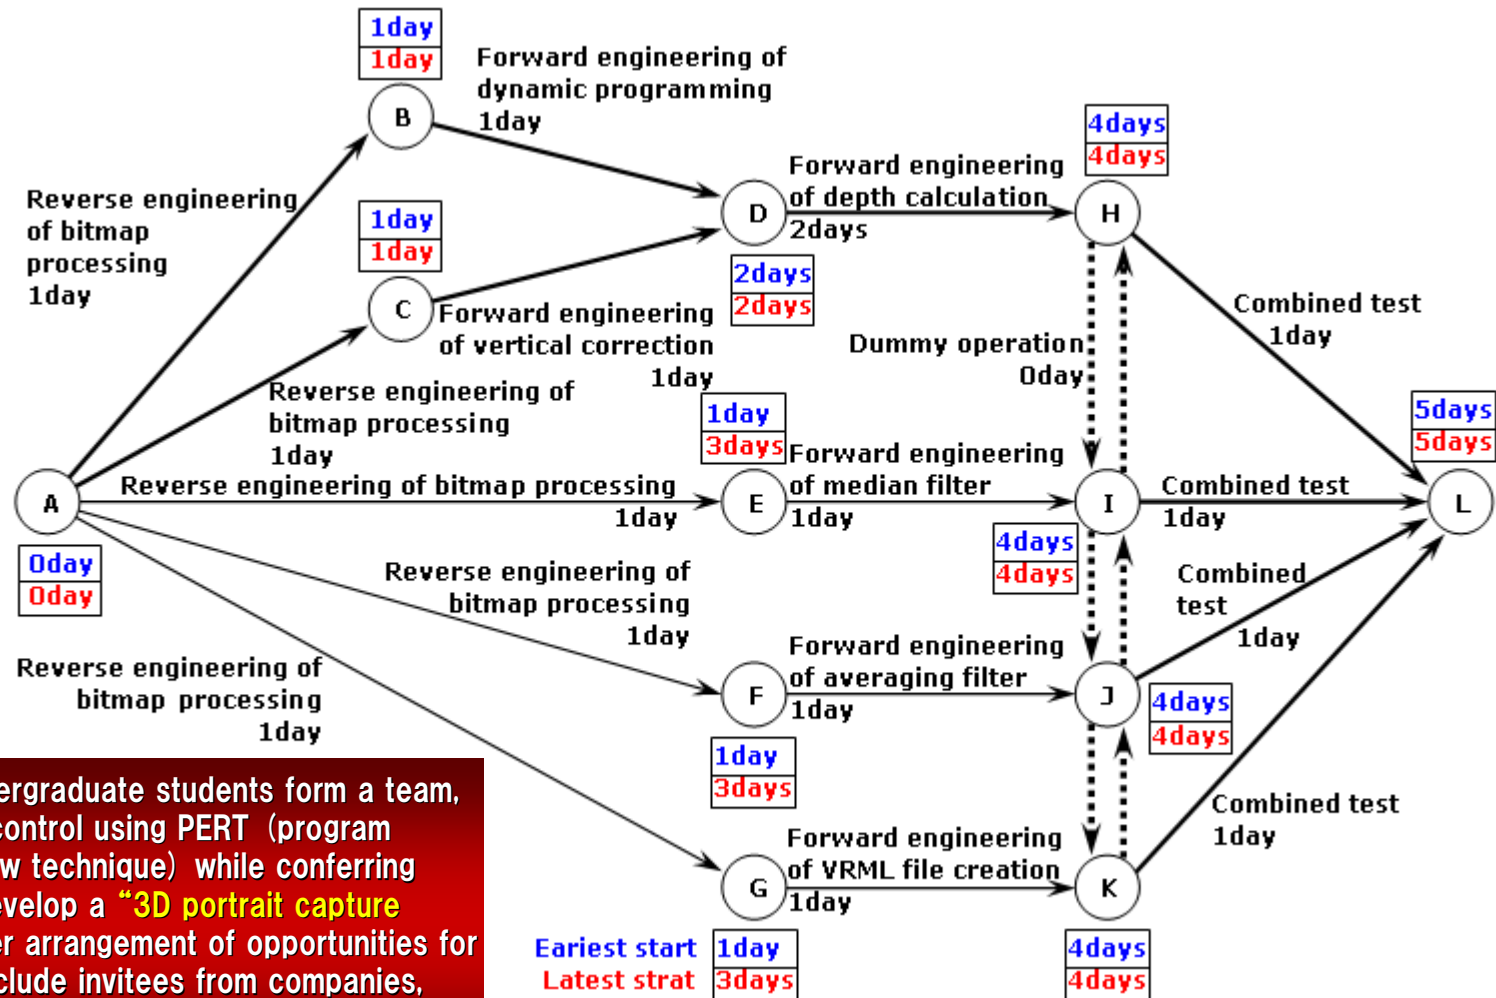 1day
1day
B
Forward engineering of
dynamic programming
1day
4days
4days
Reverse engineering
of bitmap
processing
1day
1day
1day
C
D
Forward engineering
of depth calculation
2days
H
2days
2days
Forward engineering
of vertical correction
1day
Dummy operation
0day
Combined test
1day
Reverse engineering of
bitmap processing
1day
1day
3days
5days
5days
A
Reverse engineering of bitmap processing
1day
E
Forward engineering
of median filter
1day
I
Combined test
1day
L
0day
0day
4days
4days
Reverse engineering of
bitmap processing
1day
Combined
test
1day
Reverse engineering of
bitmap processing
1day
F
Forward engineering
of averaging filter
1day
J
4days
4days
1day
3days
Combined test
1day
G
Forward engineering
of VRML file creation
1day
K
Eariest start
Latest strat
1day
3days
4days
4days
ergraduate students form a team,
control using PERT (program
w technique) while conferring
evelop a “3D portrait capture
er arrangement of opportunities for
clude invitees from companies,